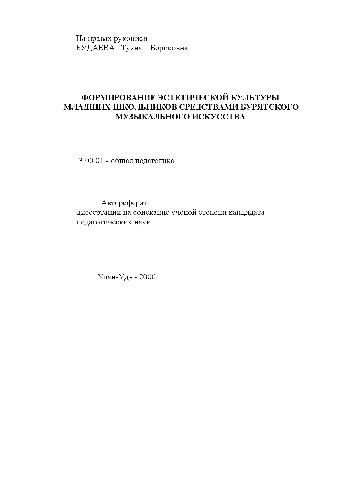 На правах рукописи
БУДАЕВА Туяна Борисовна
ФОРМИРОВАНИЕ ЭСТЕТИЧЕСКОЙ КУЛЬТУРЫ
МЛАДШИХ ШКОЛЬНИКОВ СРЕДСТВАМИ БУРЯТСКОГО
МУЗЫКАЛЬНОГО ИСКУССТВА
13.00.01 - общая педагогика
Автореферат
диссертации на соискание ученой степени кандидата
педагогических наук
Улан-Удэ -